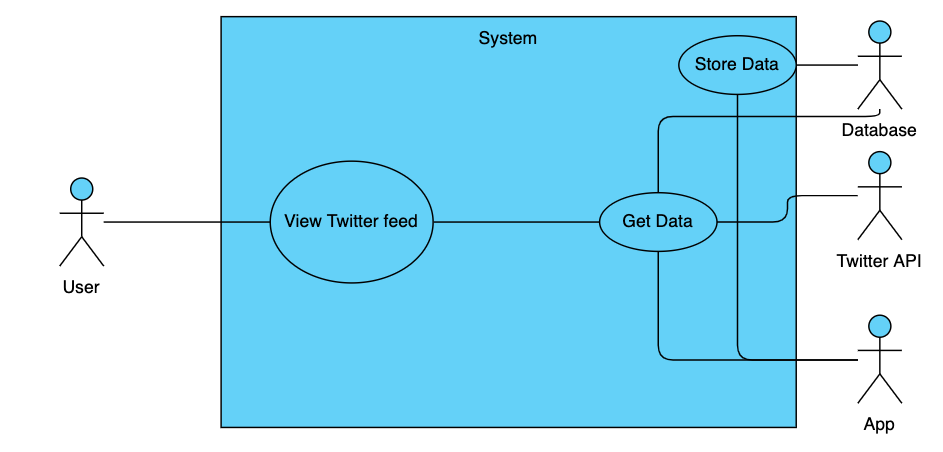 System
Store Data
Database
View Twitter feed
Get Data
Twitter API
User
App